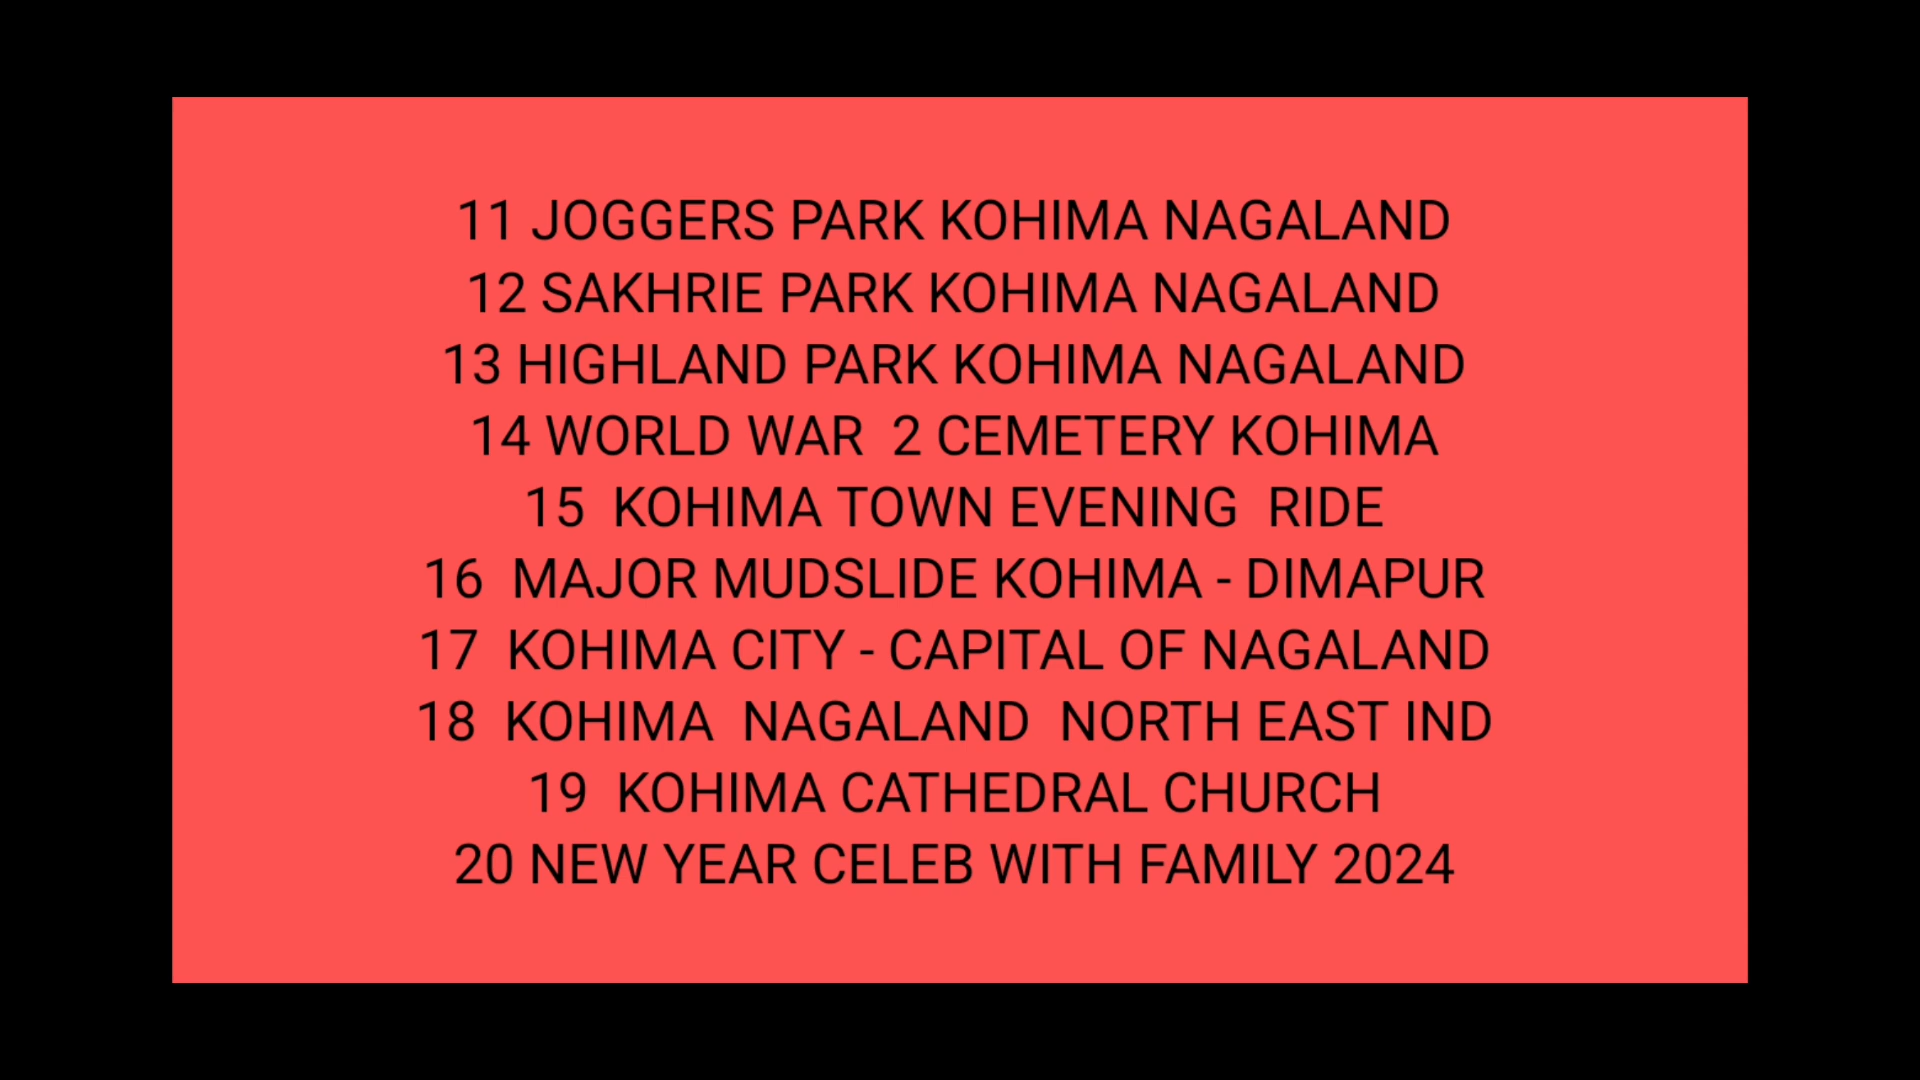 11 JOGGERS PARK KOHIMA NAGALAND
12 SAKHRIE PARK KOHIMA NAGALAND
13 HIGHLAND PARK KOHIMA NAGALAND
14 WORLD WAR  2 CEMETERY KOHIMA
15  KOHIMA TOWN EVENING  RIDE
16  MAJOR MUDSLIDE KOHIMA - DIMAPUR
17  KOHIMA CITY - CAPITAL OF NAGALAND
18  KOHIMA  NAGALAND  NORTH EAST IND
19  KOHIMA CATHEDRAL CHURCH
20 NEW YEAR CELEB WITH FAMILY 2024